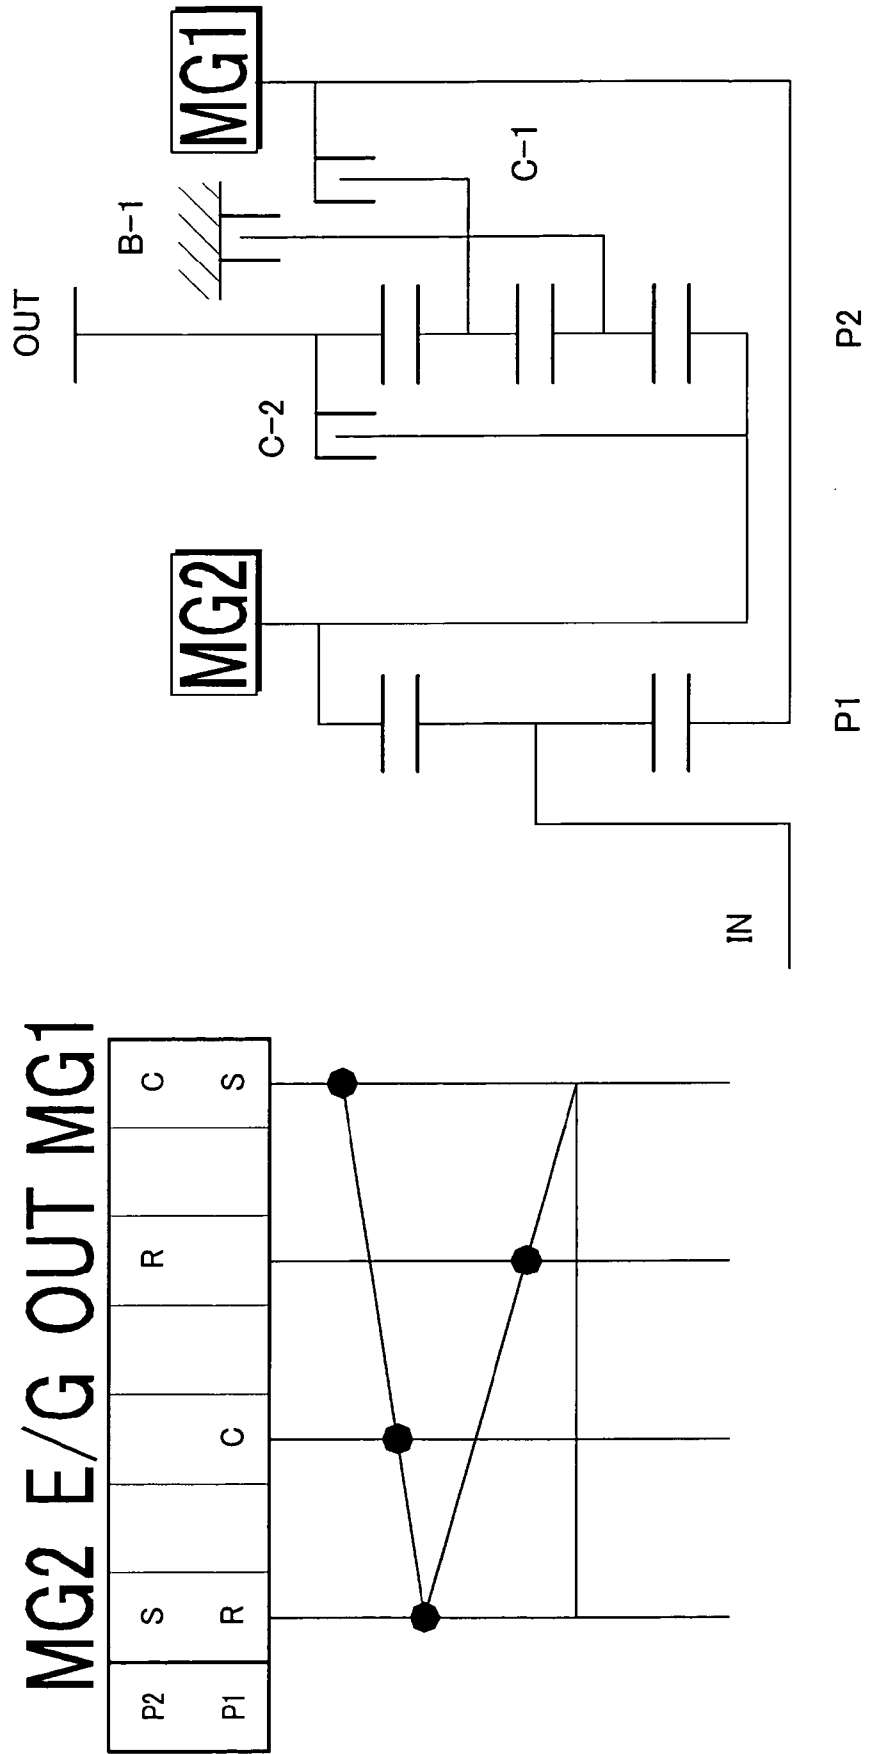 MG2 E/G OUT MG1
P2 S R C
P1 R C S
IN
P1
MG2
C-2
OUT
P2
B-1
C-1
MG1